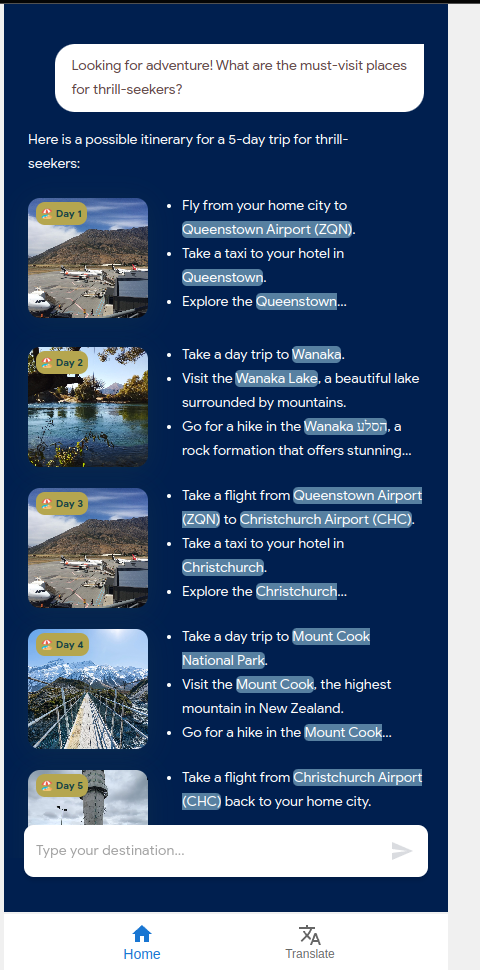 Looking for adventure! What are the must-visit places
for thrill-seekers?
Here is a possible itinerary for a 5-day trip for thrill-
seekers:
Day 1
• Fly from your home city to
Queenstown Airport (ZQN).
• Take a taxi to your hotel in
Queenstown.
• Explore the Queenstown...
Day 2
• Take a day trip to Wanaka.
• Visit the Wanaka Lake, a beautiful lake
surrounded by mountains.
• Go for a hike in the Wanaka הסלע, a
rock formation that offers stunning...
Day 3
• Take a flight from Queenstown Airport
(ZQN) to Christchurch Airport (CHC).
• Take a taxi to your hotel in
Christchurch.
• Explore the Christchurch...
Day 4
• Take a day trip to Mount Cook
National Park.
• Visit the Mount Cook, the highest
mountain in New Zealand.
• Go for a hike in the Mount Cook...
Day 5
• Take a flight from Christchurch Airport
(CHC) back to your home city.
Type your destination...
Home
Translate